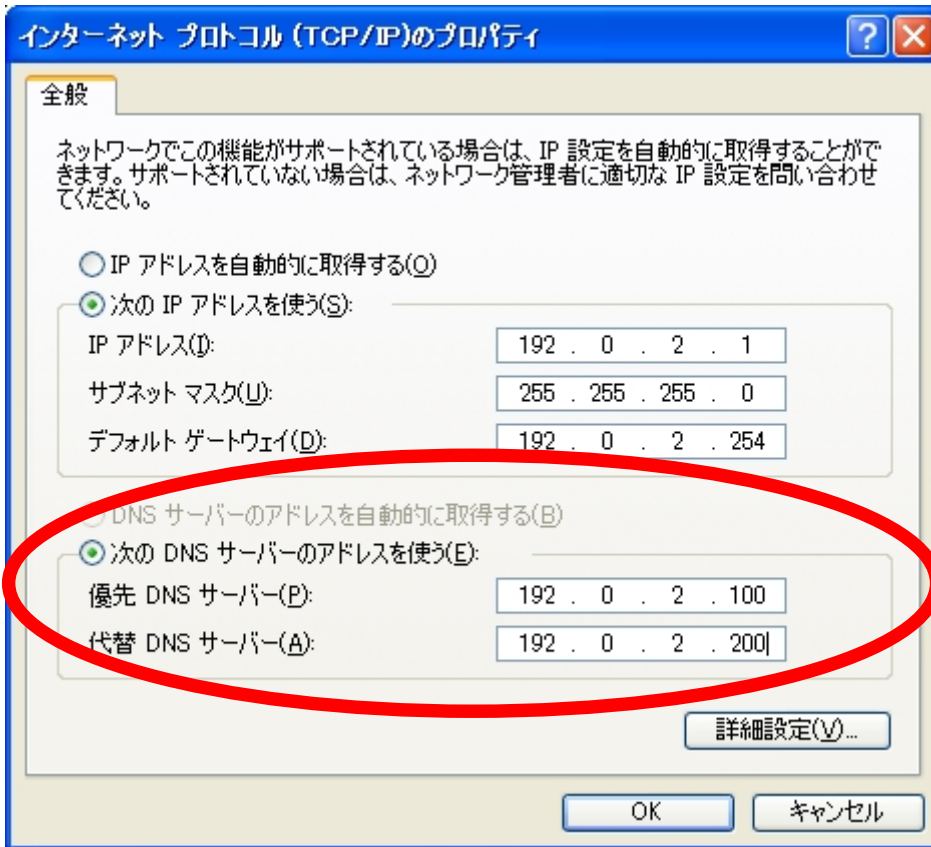 インターネット プロトコル (TCP/IP)のプロパティ
全般
ネットワークでこの機能がサポートされている場合は、IP 設定を自動的に取得することがで
きます。サポートされていない場合は、ネットワーク管理者に適切な IP 設定を問い合わせ
てください。
IP アドレスを自動的に取得する(O)
次の IP アドレスを使う(S):
IP アドレス(I): 192 . 0 . 2 . 1
サブネット マスク(U): 255 . 255 . 255 . 0
デフォルト ゲートウェイ(D): 192 . 0 . 2 . 254
DNS サーバーのアドレスを自動的に取得する(B)
次の DNS サーバーのアドレスを使う(E):
優先 DNS サーバー(P): 192 . 0 . 2 . 100
代替 DNS サーバー(A): 192 . 0 . 2 . 200
詳細設定(V)...
OK キャンセル